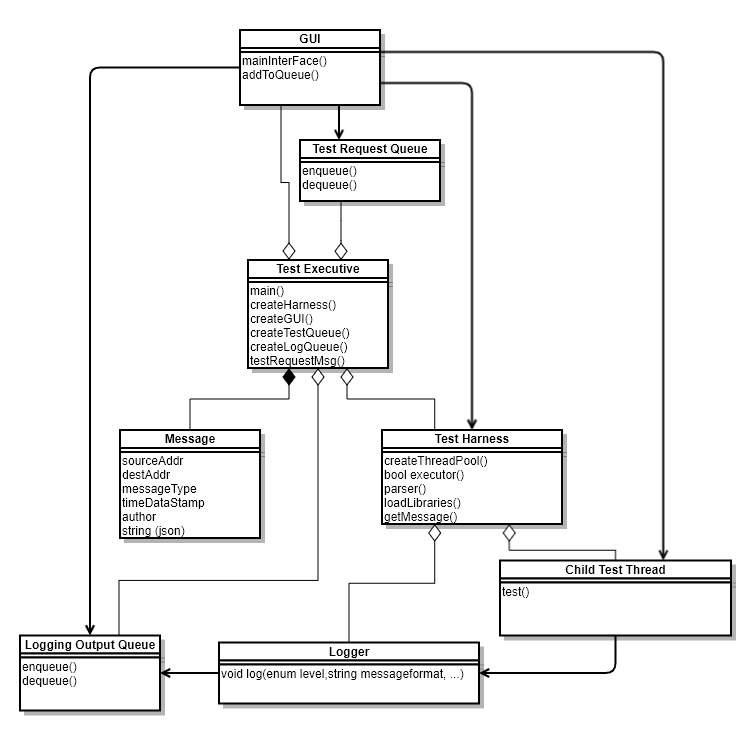 GUI
mainInterFace()
addToQueue()
Test Request Queue
enqueue()
dequeue()
Test Executive
main()
createHarness()
createGUI()
createTestQueue()
createLogQueue()
testRequestMsg()
Message
sourceAddr
destAddr
messageType
timeDataStamp
author
string (json)
Test Harness
createThreadPool()
bool executor()
parser()
loadLibraries()
getMessage()
Child Test Thread
test()
Logging Output Queue
enqueue()
dequeue()
Logger
void log(enum level,string messageformat, ...)